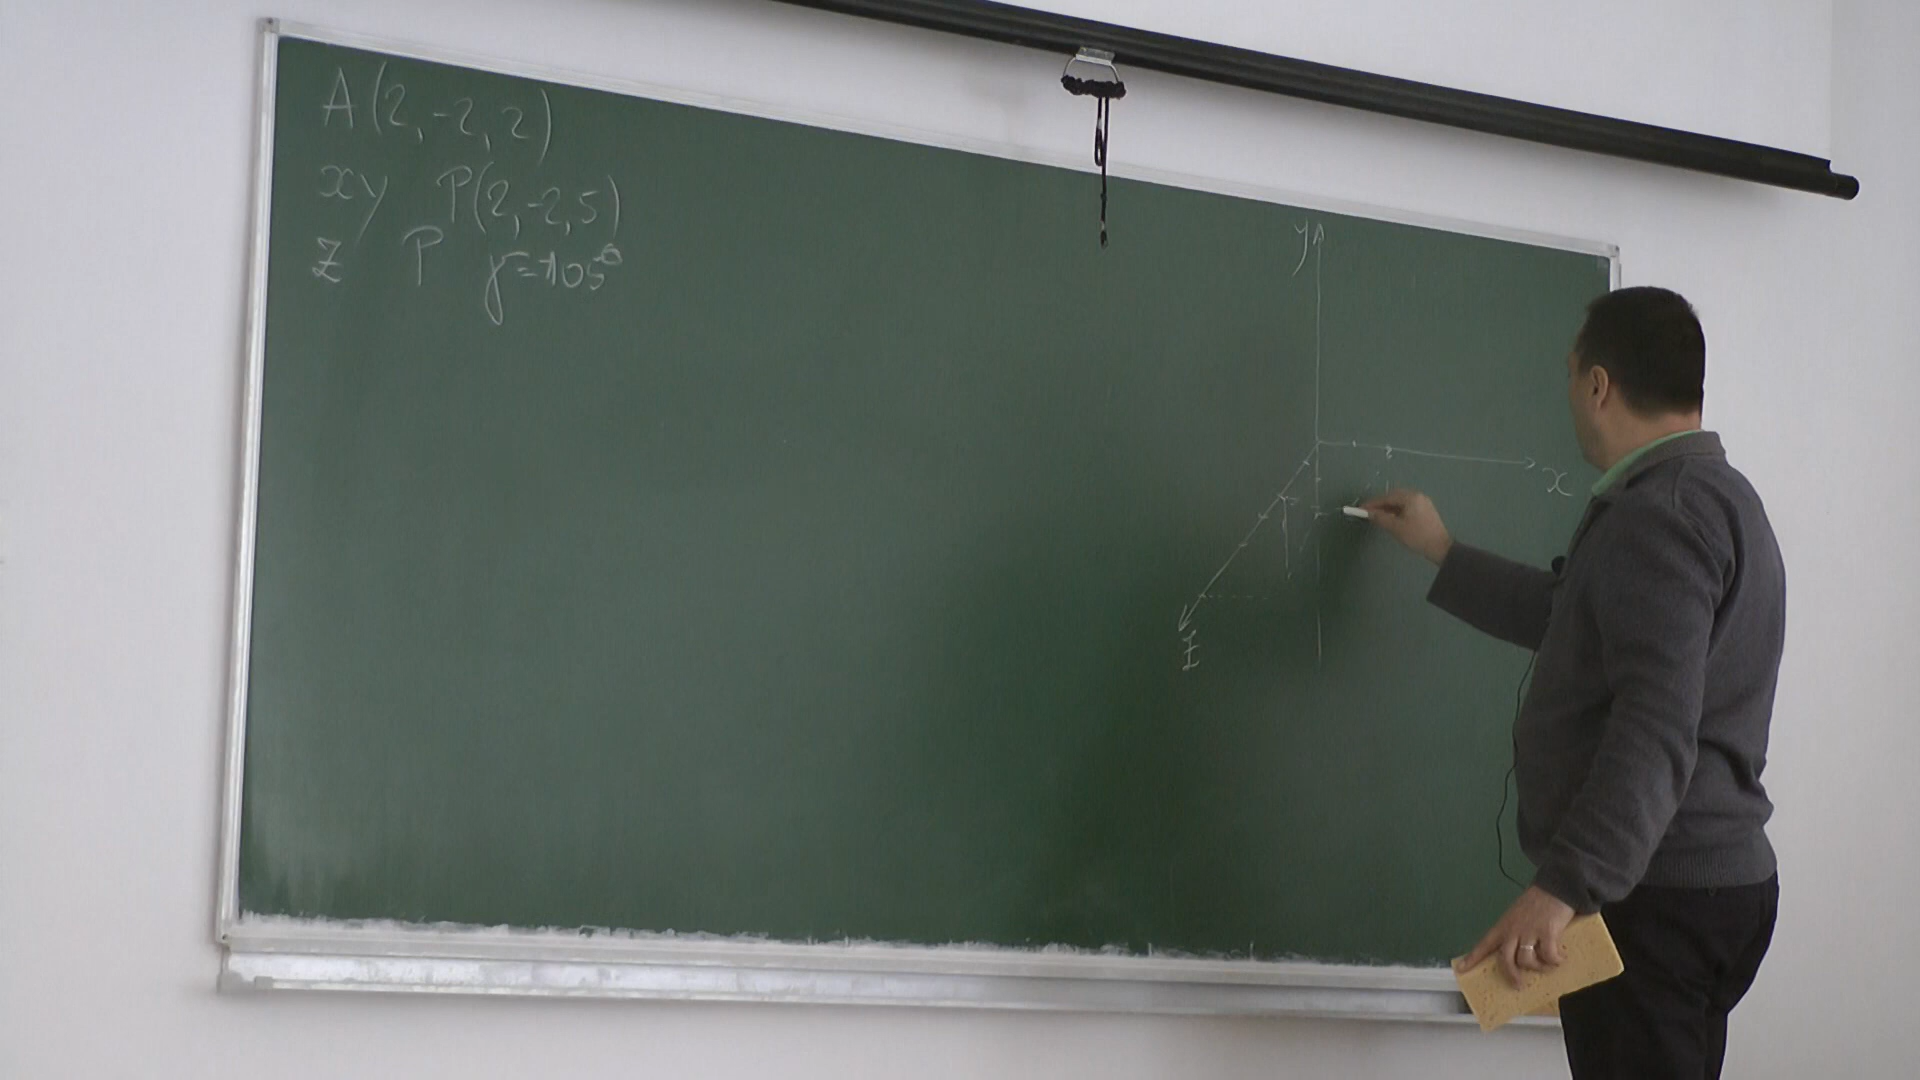 A(2,-2,2)
xy P(2,-2,5)
z P γ=-105°
y
x
z